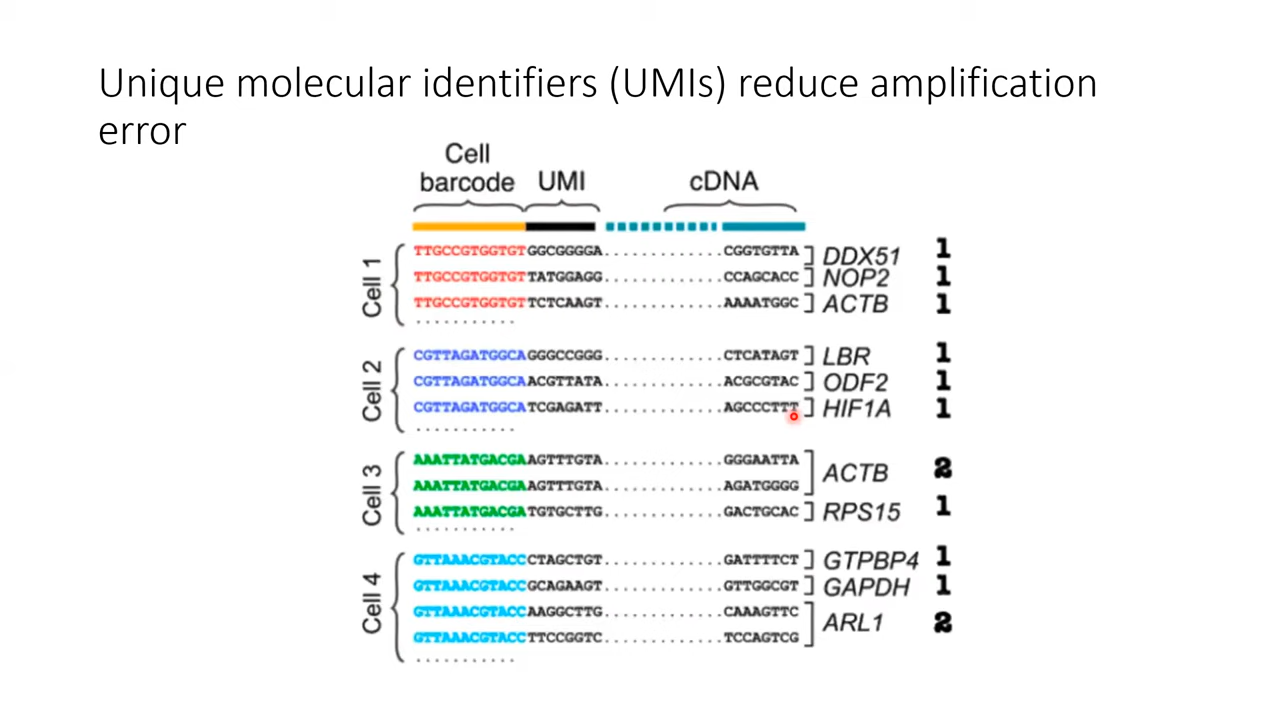 Unique molecular identifiers (UMIs) reduce amplification
error
Cell
barcode UMI cDNA
Cell 1
TTGCCGTGGTGTGGCGGGGA............CGGTGTTA DDX51 1
TTGCCGTGGTGTTATGGAGG............CCAGCACC NOP2 1
TTGCCGTGGTGTTCTCAAGT............AAAATGGC ACTB 1
...........
Cell 2
CGTTAGATGGCAGGGCCGGG............CTCATAGT LBR 1
CGTTAGATGGCAACGTTATA............ACGCGTAC ODF2 1
CGTTAGATGGCATCGAGATT............AGCCCTTT HIF1A 1
...........
Cell 3
AAATTATGACGAAGTTTGTA............GGGAATTA ACTB 2
AAATTATGACGAAGTTTGTA............AGATGGGG
AAATTATGACGATGTGCTTG............GACTGCAC RPS15 1
...........
Cell 4
GTTAAACGTACCCTAGCTGT............GATTTTCT GTPBP4 1
GTTAAACGTACCGCAGAAGT............GTTGGCGT GAPDH 1
GTTAAACGTACCAAGGCTTG............CAAAGTTC ARL1 2
GTTAAACGTACCTTCCGGTC............TCCAGTCG
...........